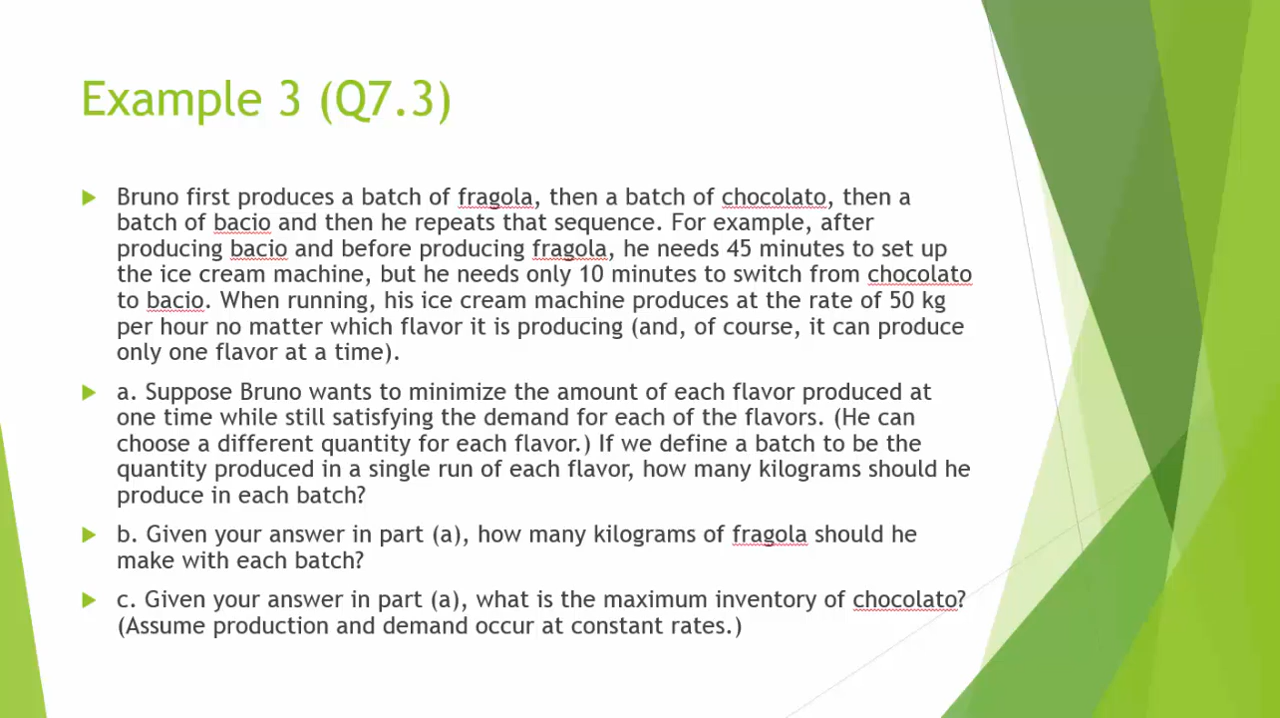 Example 3 (Q7.3)
Bruno first produces a batch of fragola, then a batch of chocolato, then a
batch of bacio and then he repeats that sequence. For example, after
producing bacio and before producing fragola, he needs 45 minutes to set up
the ice cream machine, but he needs only 10 minutes to switch from chocolato
to bacio. When running, his ice cream machine produces at the rate of 50 kg
per hour no matter which flavor it is producing (and, of course, it can produce
only one flavor at a time).
a. Suppose Bruno wants to minimize the amount of each flavor produced at
one time while still satisfying the demand for each of the flavors. (He can
choose a different quantity for each flavor.) If we define a batch to be the
quantity produced in a single run of each flavor, how many kilograms should he
produce in each batch?
b. Given your answer in part (a), how many kilograms of fragola should he
make with each batch?
c. Given your answer in part (a), what is the maximum inventory of chocolato?
(Assume production and demand occur at constant rates.)